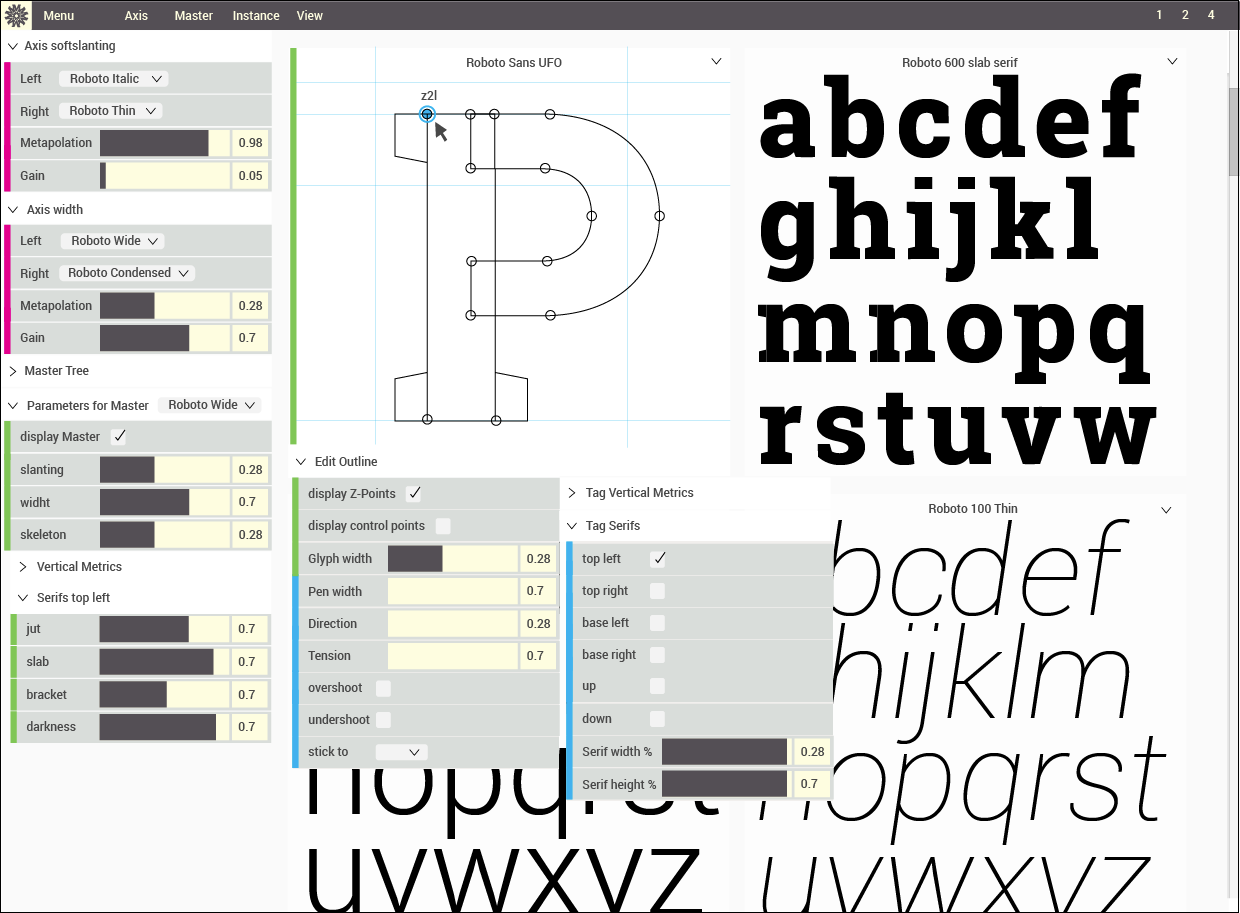 Menu Axis Master Instance View 1 2 4
Axis softslanting
Left Roboto Italic
Right Roboto Thin
Metapolation 0.98
Gain 0.05
Axis width
Left Roboto Wide
Right Roboto Condensed
Metapolation 0.28
Gain 0.7
Master Tree
Parameters for Master Roboto Wide
display Master
slanting 0.28
widht 0.7
skeleton 0.28
Vertical Metrics
Serifs top left
jut 0.7
slab 0.7
bracket 0.7
darkness 0.7
Roboto Sans UFO
z2l
Edit Outline
display Z-Points
display control points
Glyph width 0.28
Pen width 0.7
Direction 0.28
Tension 0.7
overshoot
undershoot
stick to
Tag Vertical Metrics
Tag Serifs
top left
top right
base left
base right
up
down
Serif width % 0.28
Serif height % 0.7
nopqrst
uvwxyz
Roboto 600 slab serif
abcdef
ghijkl
mnopq
rstuvw
Roboto 100 Thin
bcdef
hijklm
nopqrst
uvwxyz